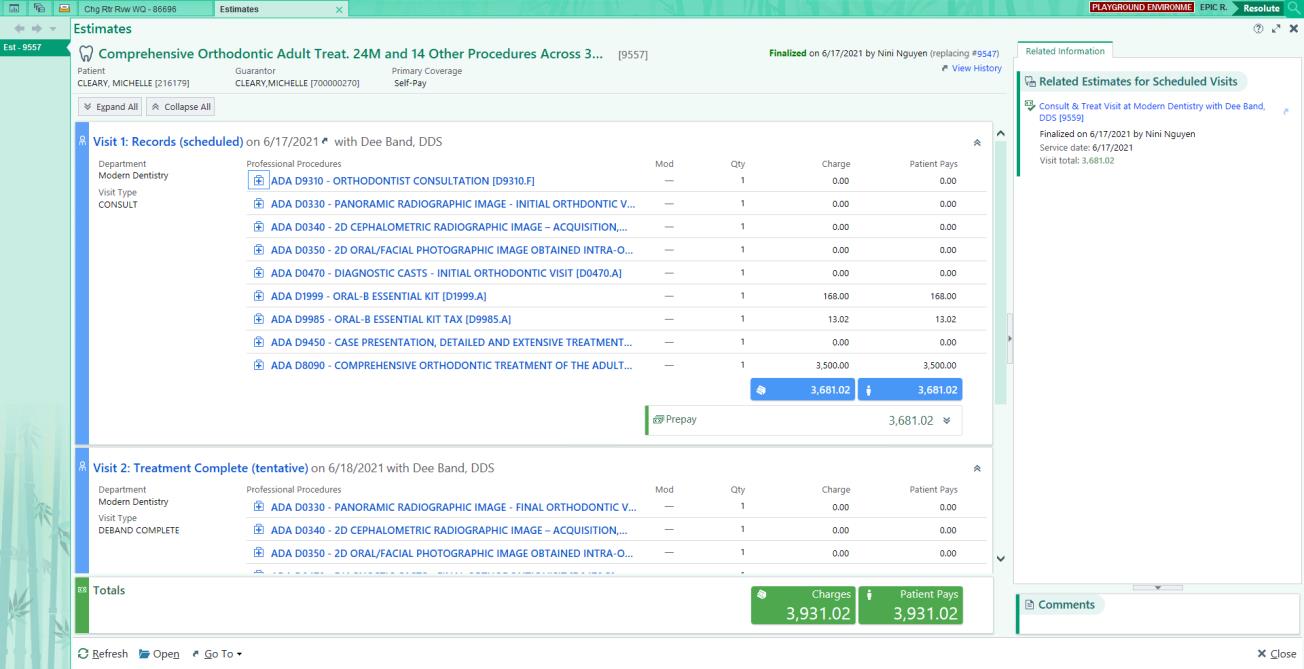 Chg Rtr Rvw WQ - 86696
Estimates
PLAYGROUND ENVIRONME EPIC R. Resolute
Est - 9557
Estimates
Comprehensive Orthodontic Adult Treat. 24M and 14 Other Procedures Across 3... [9557]
Finalized on 6/17/2021 by Nini Nguyen (replacing #9547)
View History
Patient
CLEARY, MICHELLE [216179]
Guarantor
CLEARY,MICHELLE [700000270]
Primary Coverage
Self-Pay
Expand All Collapse All
Visit 1: Records (scheduled) on 6/17/2021 with Dee Band, DDS
Department
Modern Dentistry
Visit Type
CONSULT
Professional Procedures Mod Qty Charge Patient Pays
ADA D9310 - ORTHODONTIST CONSULTATION [D9310.F] — 1 0.00 0.00
ADA D0330 - PANORAMIC RADIOGRAPHIC IMAGE - INITIAL ORTHDONTIC V... — 1 0.00 0.00
ADA D0340 - 2D CEPHALOMETRIC RADIOGRAPHIC IMAGE – ACQUISITION,... — 1 0.00 0.00
ADA D0350 - 2D ORAL/FACIAL PHOTOGRAPHIC IMAGE OBTAINED INTRA-O... — 1 0.00 0.00
ADA D0470 - DIAGNOSTIC CASTS - INITIAL ORTHODONTIC VISIT [D0470.A] — 1 0.00 0.00
ADA D1999 - ORAL-B ESSENTIAL KIT [D1999.A] — 1 168.00 168.00
ADA D9985 - ORAL-B ESSENTIAL KIT TAX [D9985.A] — 1 13.02 13.02
ADA D9450 - CASE PRESENTATION, DETAILED AND EXTENSIVE TREATMENT... — 1 0.00 0.00
ADA D8090 - COMPREHENSIVE ORTHODONTIC TREATMENT OF THE ADULT... — 1 3,500.00 3,500.00
3,681.02 3,681.02
Prepay 3,681.02
Visit 2: Treatment Complete (tentative) on 6/18/2021 with Dee Band, DDS
Department
Modern Dentistry
Visit Type
DEBAND COMPLETE
Professional Procedures Mod Qty Charge Patient Pays
ADA D0330 - PANORAMIC RADIOGRAPHIC IMAGE - FINAL ORTHODONTIC V... — 1 0.00 0.00
ADA D0340 - 2D CEPHALOMETRIC RADIOGRAPHIC IMAGE – ACQUISITION,... — 1 0.00 0.00
ADA D0350 - 2D ORAL/FACIAL PHOTOGRAPHIC IMAGE OBTAINED INTRA-O... — 1 0.00 0.00
Totals
Charges
3,931.02
Patient Pays
3,931.02
Related Information
Related Estimates for Scheduled Visits
Consult & Treat Visit at Modern Dentistry with Dee Band,
DDS [9559]
Finalized on 6/17/2021 by Nini Nguyen
Service date: 6/17/2021
Visit total: 3,681.02
Comments
Refresh Open Go To Close